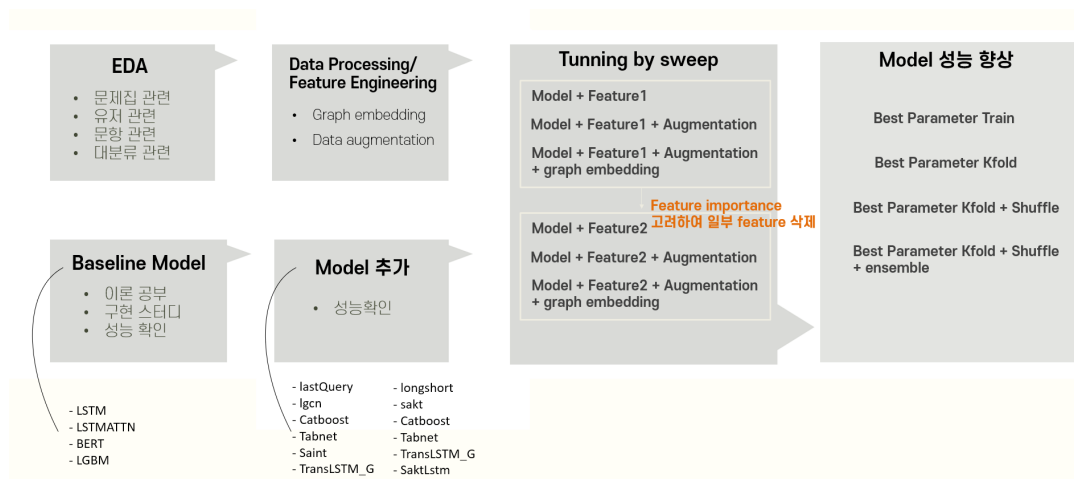 EDA
• 문제집 관련
• 유저 관련
• 문항 관련
• 대분류 관련
Data Processing/
Feature Engineering
• Graph embedding
• Data augmentation
Baseline Model
• 이론 공부
• 구현 스터디
• 성능 확인
- LSTM
- LSTMATTN
- BERT
- LGBM
Model 추가
• 성능확인
- lastQuery
- lgcn
- Catboost
- Tabnet
- Saint
- TransLSTM_G
- longshort
- sakt
- Catboost
- Tabnet
- TransLSTM_G
- SaktLstm
Tunning by sweep
Model + Feature1
Model + Feature1 + Augmentation
Model + Feature1 + Augmentation
+ graph embedding
Feature importance
고려하여 일부 feature 삭제
Model + Feature2
Model + Feature2 + Augmentation
Model + Feature2 + Augmentation
+ graph embedding
Model 성능 향상
Best Parameter Train
Best Parameter Kfold
Best Parameter Kfold + Shuffle
Best Parameter Kfold + Shuffle
+ ensemble